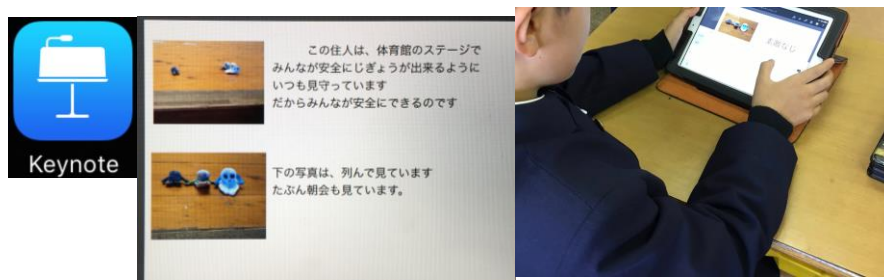 Keynote
この住人は、体育館のステージで
みんなが安全にじぎょうが出来るように
いつも見守っています
だからみんなが安全にできるのです
下の写真は、列んで見ています
たぶん朝会も見ています。